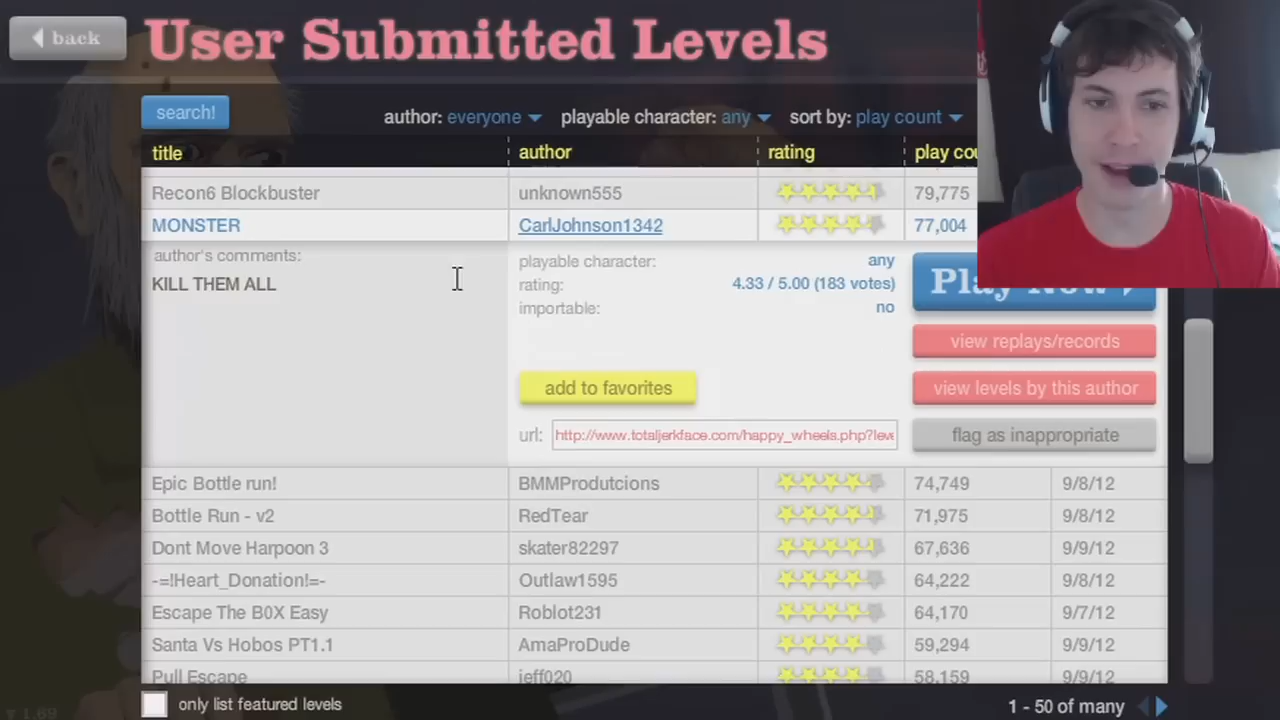 back
User Submitted Levels
search!
author: everyone playable character: any sort by: play count
title author rating play cou
Recon6 Blockbuster unknown555 79,775
MONSTER CarlJohnson1342 77,004
author's comments:
KILL THEM ALL
playable character: any
rating: 4.33 / 5.00 (183 votes)
importable: no
Play Now
view replays/records
add to favorites
view levels by this author
url: http://www.totaljerkface.com/happy_wheels.php?leve
flag as inappropriate
Epic Bottle run! BMMProdutcions 74,749 9/8/12
Bottle Run - v2 RedTear 71,975 9/8/12
Dont Move Harpoon 3 skater82297 67,636 9/9/12
-=!Heart_Donation!=- Outlaw1595 64,222 9/8/12
Escape The B0X Easy Roblot231 64,170 9/7/12
Santa Vs Hobos PT1.1 AmaProDude 59,294 9/9/12
Pull Escape jeff020 58,159 9/9/12
only list featured levels
1 - 50 of many
v 1.69